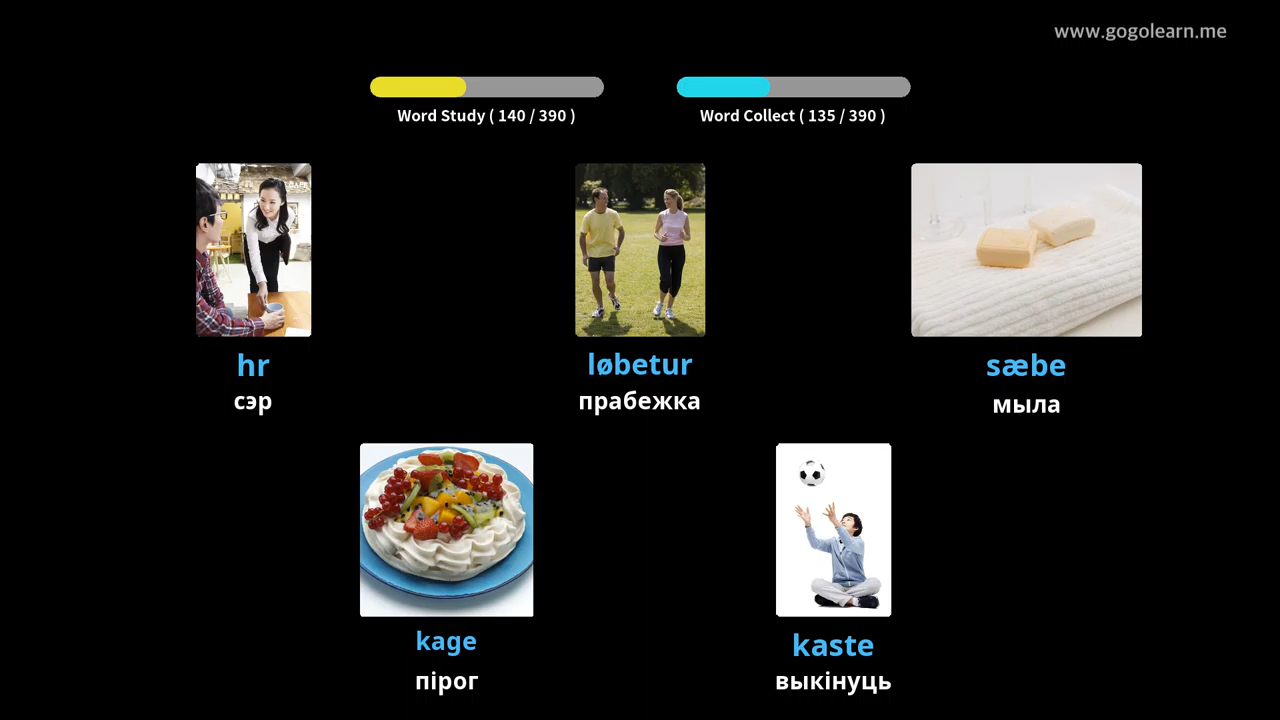 www.gogolearn.me
Word Study ( 140 / 390 )
Word Collect ( 135 / 390 )
hr
сэр
løbetur
прабежка
sæbe
мыла
kage
пірог
kaste
выкінуць